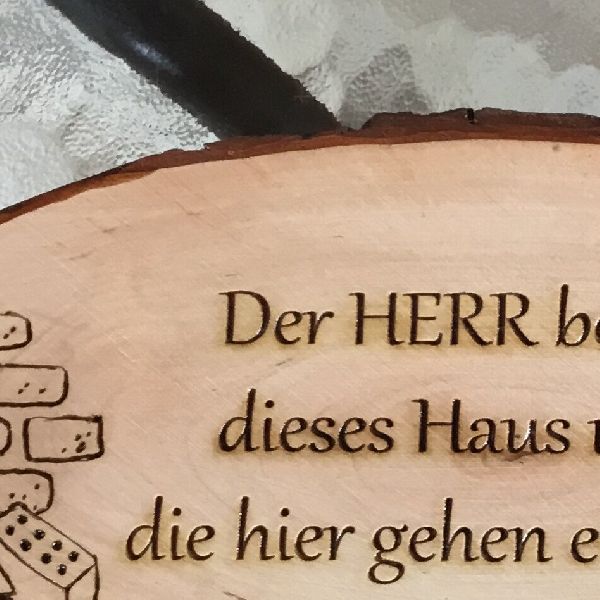 Der HERR be
dieses Haus
die hier gehen e